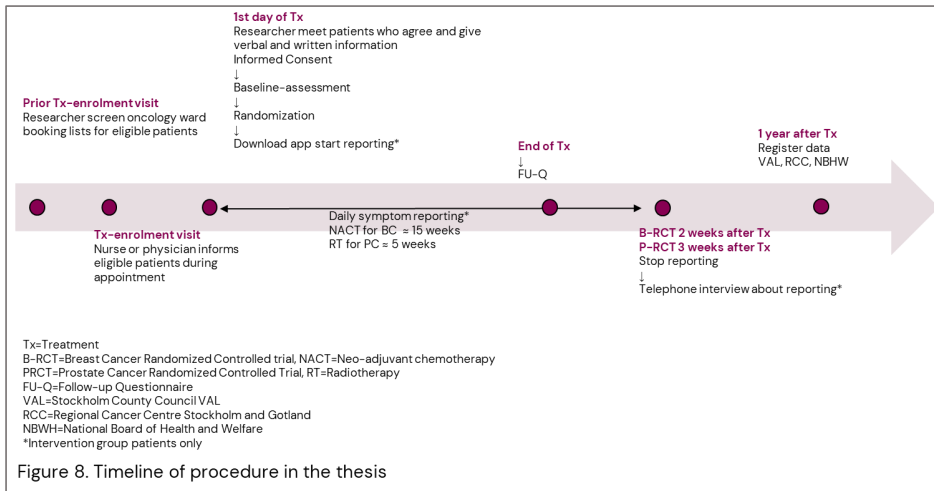 1st day of Tx
Researcher meet patients who agree and give
verbal and written information
Informed Consent
↓
Baseline-assessment
↓
Randomization
↓
Download app start reporting*
Prior Tx-enrolment visit
Researcher screen oncology ward
booking lists for eligible patients
End of Tx
↓
FU-Q
1 year after Tx
Register data
VAL, RCC, NBHW
Tx-enrolment visit
Nurse or physician informs
eligible patients during
appointment
Daily symptom reporting*
NACT for BC ≈ 15 weeks
RT for PC ≈ 5 weeks
B-RCT 2 weeks after Tx
P-RCT 3 weeks after Tx
Stop reporting
↓
Telephone interview about reporting*
Tx=Treatment
B-RCT=Breast Cancer Randomized Controlled trial, NACT=Neo-adjuvant chemotherapy
PRCT=Prostate Cancer Randomized Controlled Trial, RT=Radiotherapy
FU-Q=Follow-up Questionnaire
VAL=Stockholm County Council VAL
RCC=Regional Cancer Centre Stockholm and Gotland
NBWH=National Board of Health and Welfare
*Intervention group patients only
Figure 8. Timeline of procedure in the thesis